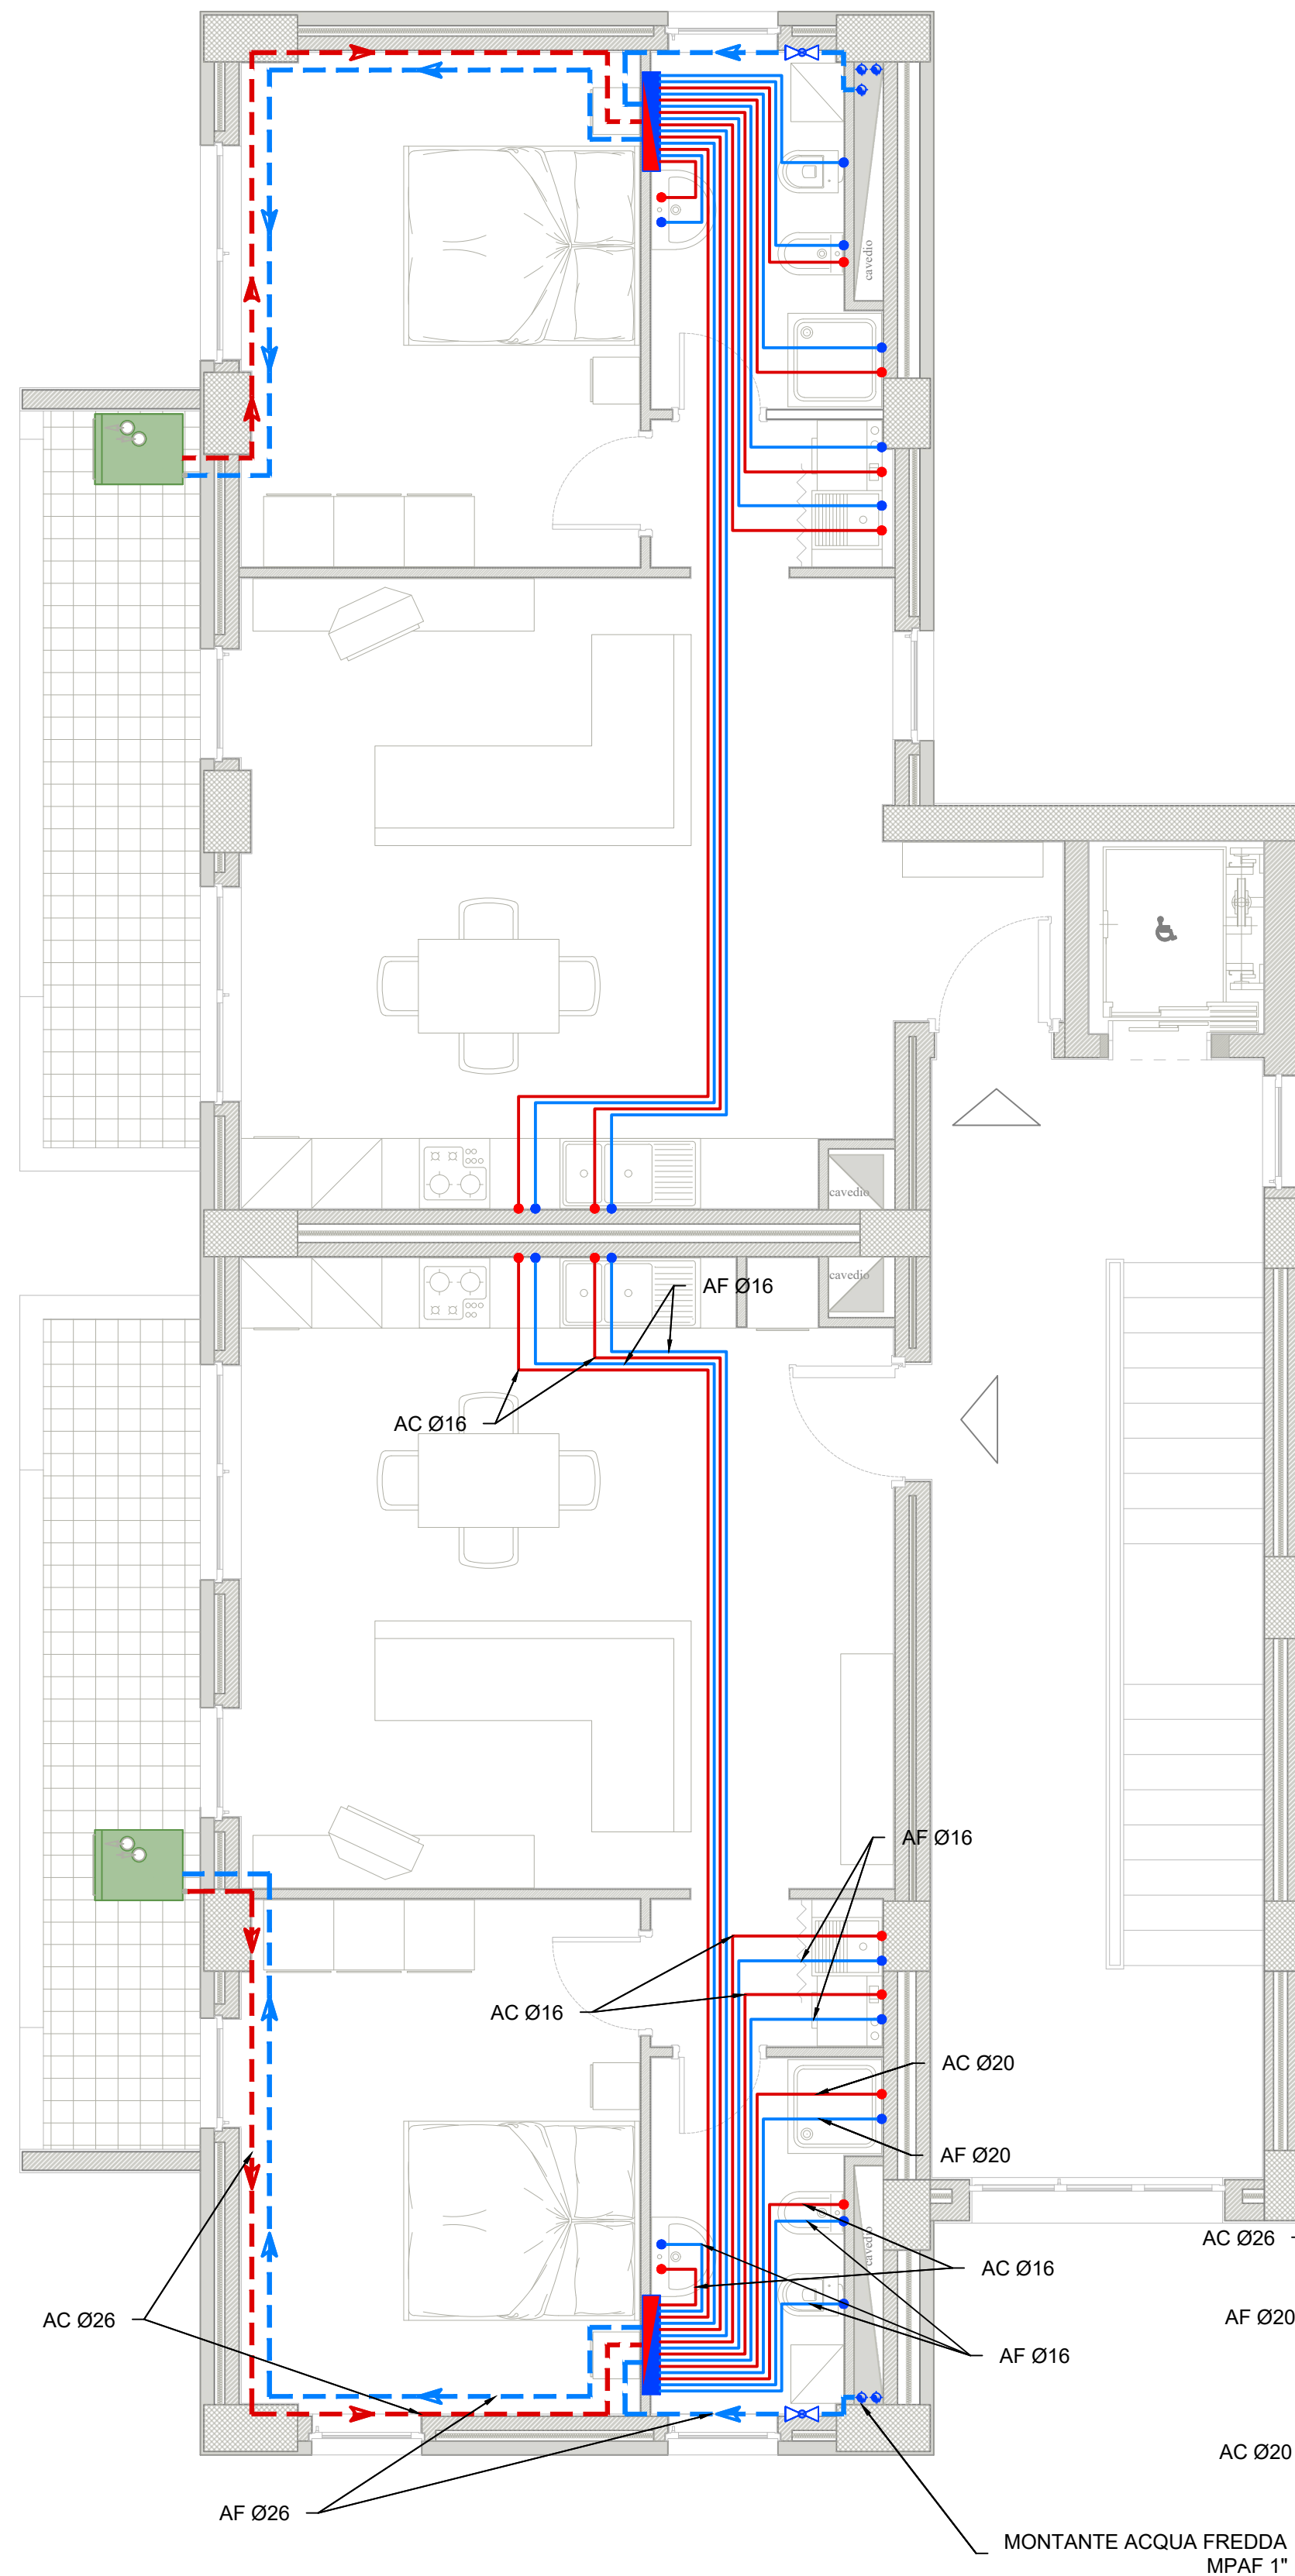 cavedio
cavedio
cavedio
AF Ø16
AC Ø16
AF Ø16
AC Ø16
AC Ø20
AF Ø20
cavedio
AC Ø26
AC Ø16
AC Ø26
AF Ø20
AF Ø16
AC Ø20
AF Ø26
MONTANTE ACQUA FREDDA
MPAF 1"